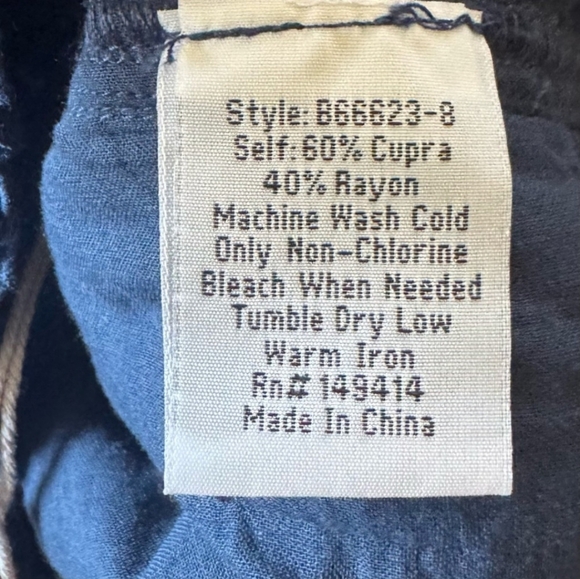 Style: B66623-8
Self: 60% Cupra
40% Rayon
Machine Wash Cold
Only Non-Chlorine
Bleach When Needed
Tumble Dry Low
Warm Iron
Rn# 149414
Made In China